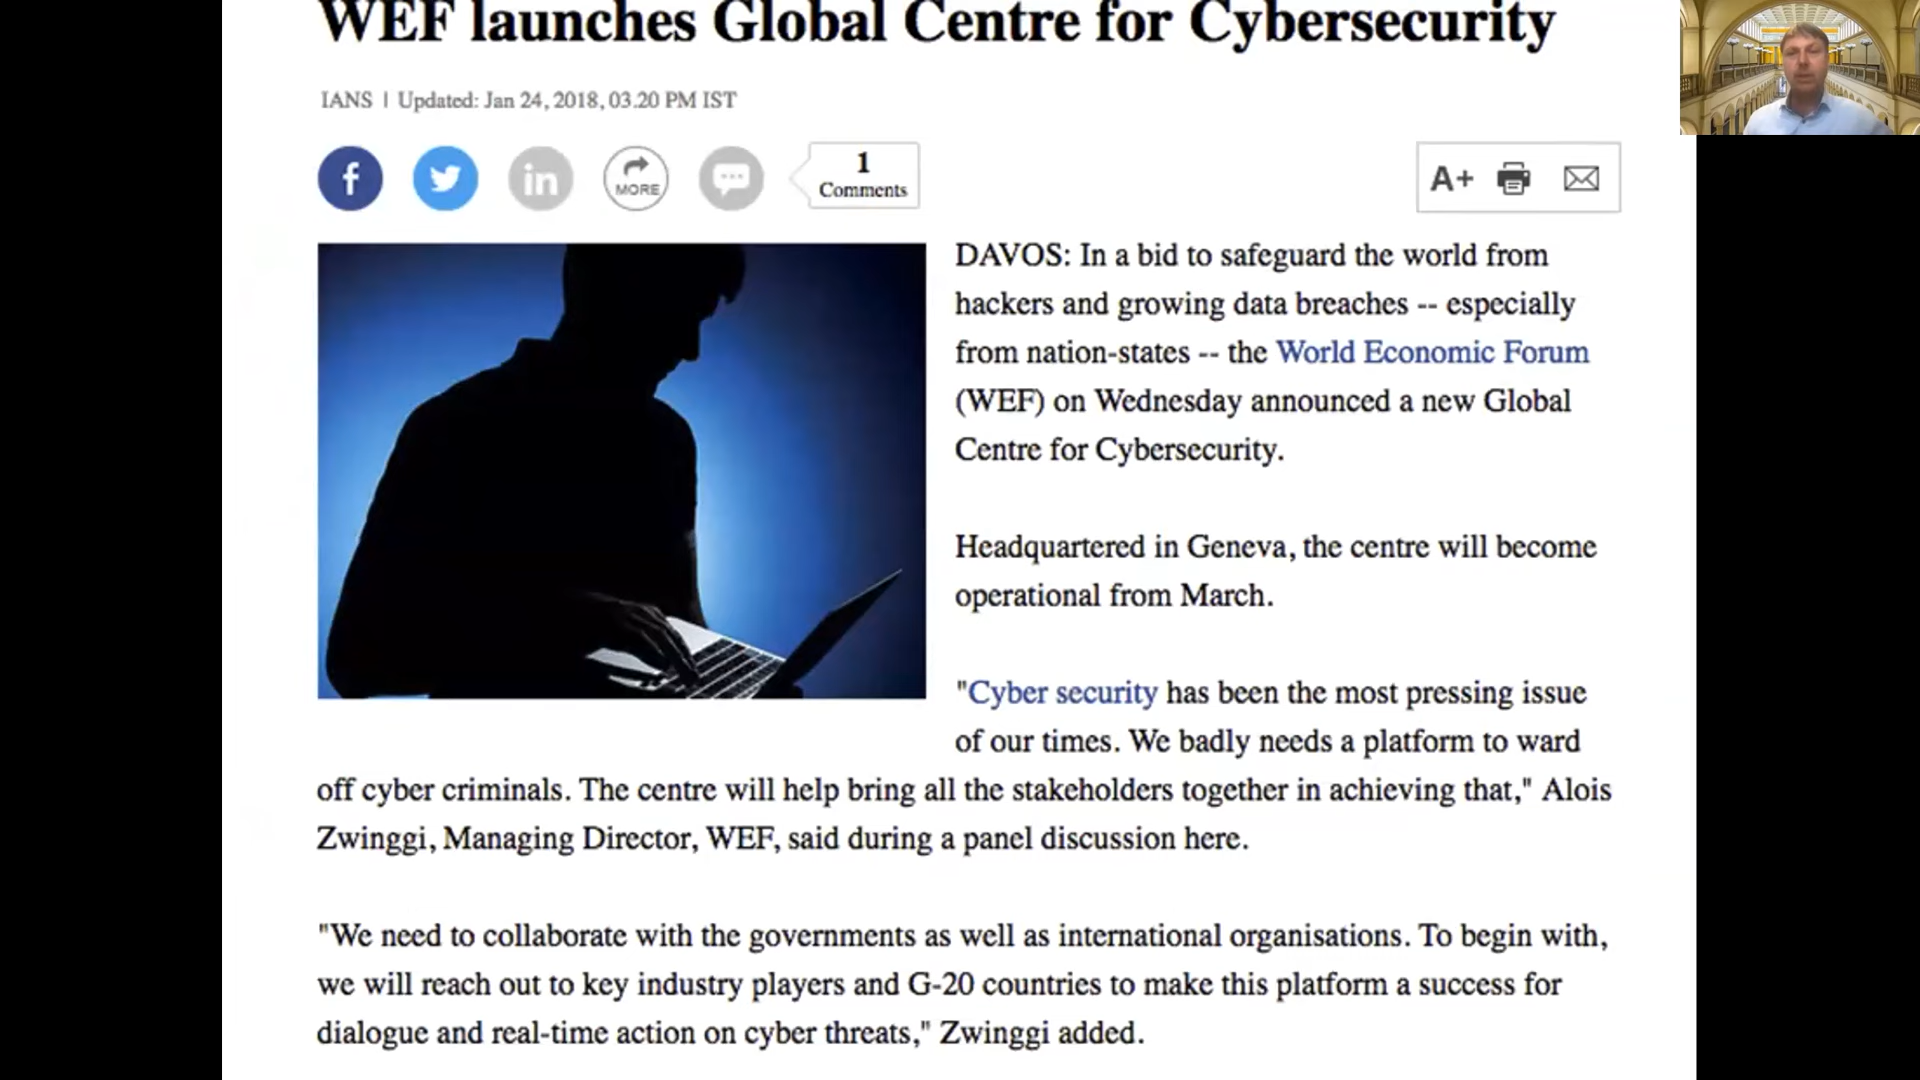 WEF launches Global Centre for Cybersecurity
IANS | Updated: Jan 24, 2018, 03.20 PM IST
f
in
MORE
1
Comments
A+
DAVOS: In a bid to safeguard the world from
hackers and growing data breaches -- especially
from nation-states -- the World Economic Forum
(WEF) on Wednesday announced a new Global
Centre for Cybersecurity.
Headquartered in Geneva, the centre will become
operational from March.
"Cyber security has been the most pressing issue
of our times. We badly needs a platform to ward
off cyber criminals. The centre will help bring all the stakeholders together in achieving that," Alois
Zwinggi, Managing Director, WEF, said during a panel discussion here.
"We need to collaborate with the governments as well as international organisations. To begin with,
we will reach out to key industry players and G-20 countries to make this platform a success for
dialogue and real-time action on cyber threats," Zwinggi added.